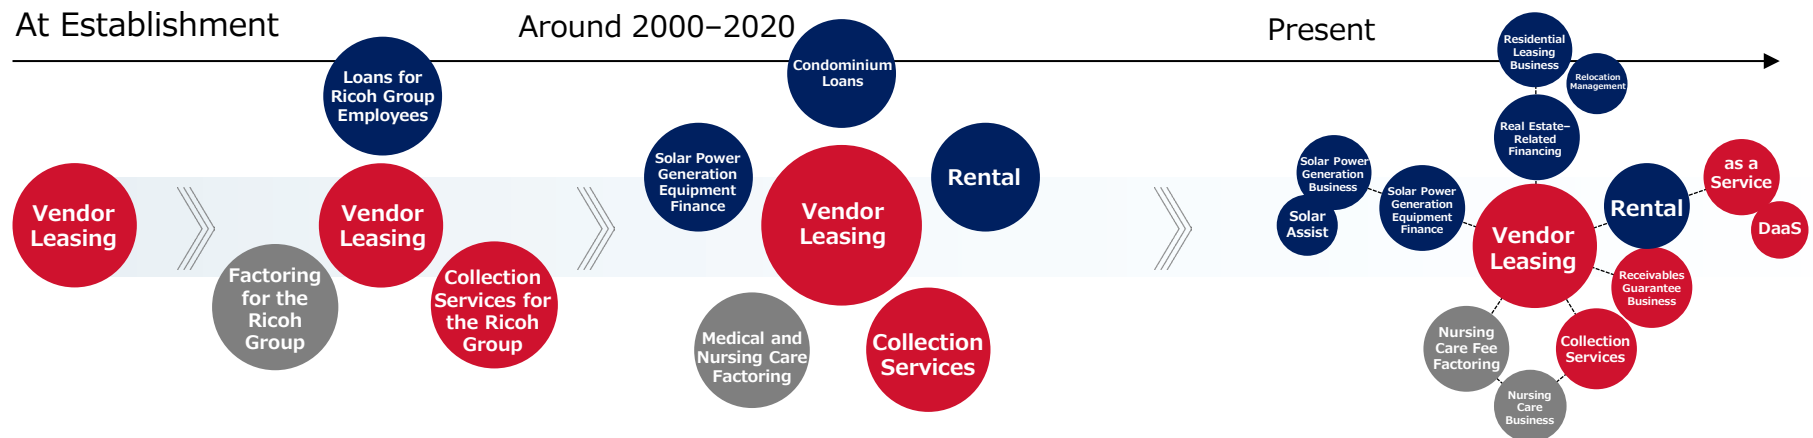 At Establishment
Around 2000–2020
Present
Vendor
Leasing
Loans for
Ricoh Group
Employees
Vendor
Leasing
Factoring
for the
Ricoh
Group
Collection
Services for
the Ricoh
Group
Condominium
Loans
Solar Power
Generation
Equipment
Finance
Rental
Vendor
Leasing
Medical and
Nursing Care
Factoring
Collection
Services
Residential
Leasing
Business
Relocation
Management
Real Estate–
Related
Financing
Solar Power
Generation
Business
Solar
Assist
Solar Power
Generation
Equipment
Finance
Vendor
Leasing
Rental
as a
Service
DaaS
Receivables
Guarantee
Business
Collection
Services
Nursing
Care Fee
Factoring
Nursing
Care
Business